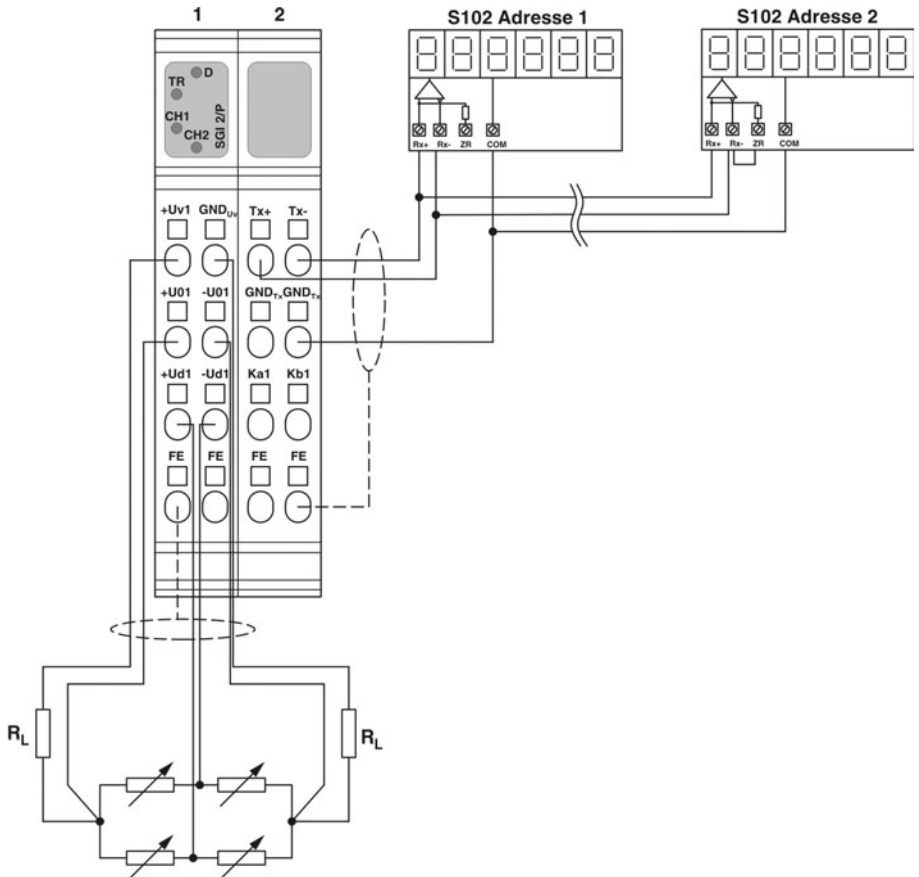 1 2
S102 Adresse 1
S102 Adresse 2
D
TR
CH1
CH2
SGI 2/P
Rx+ Rx- ZR COM
Rx+ Rx- ZR COM
+Uv1 GNDUv Tx+ Tx-
+U01 -U01 GNDTx GNDTx
+Ud1 -Ud1 Ka1 Kb1
FE FE FE FE
RL
RL